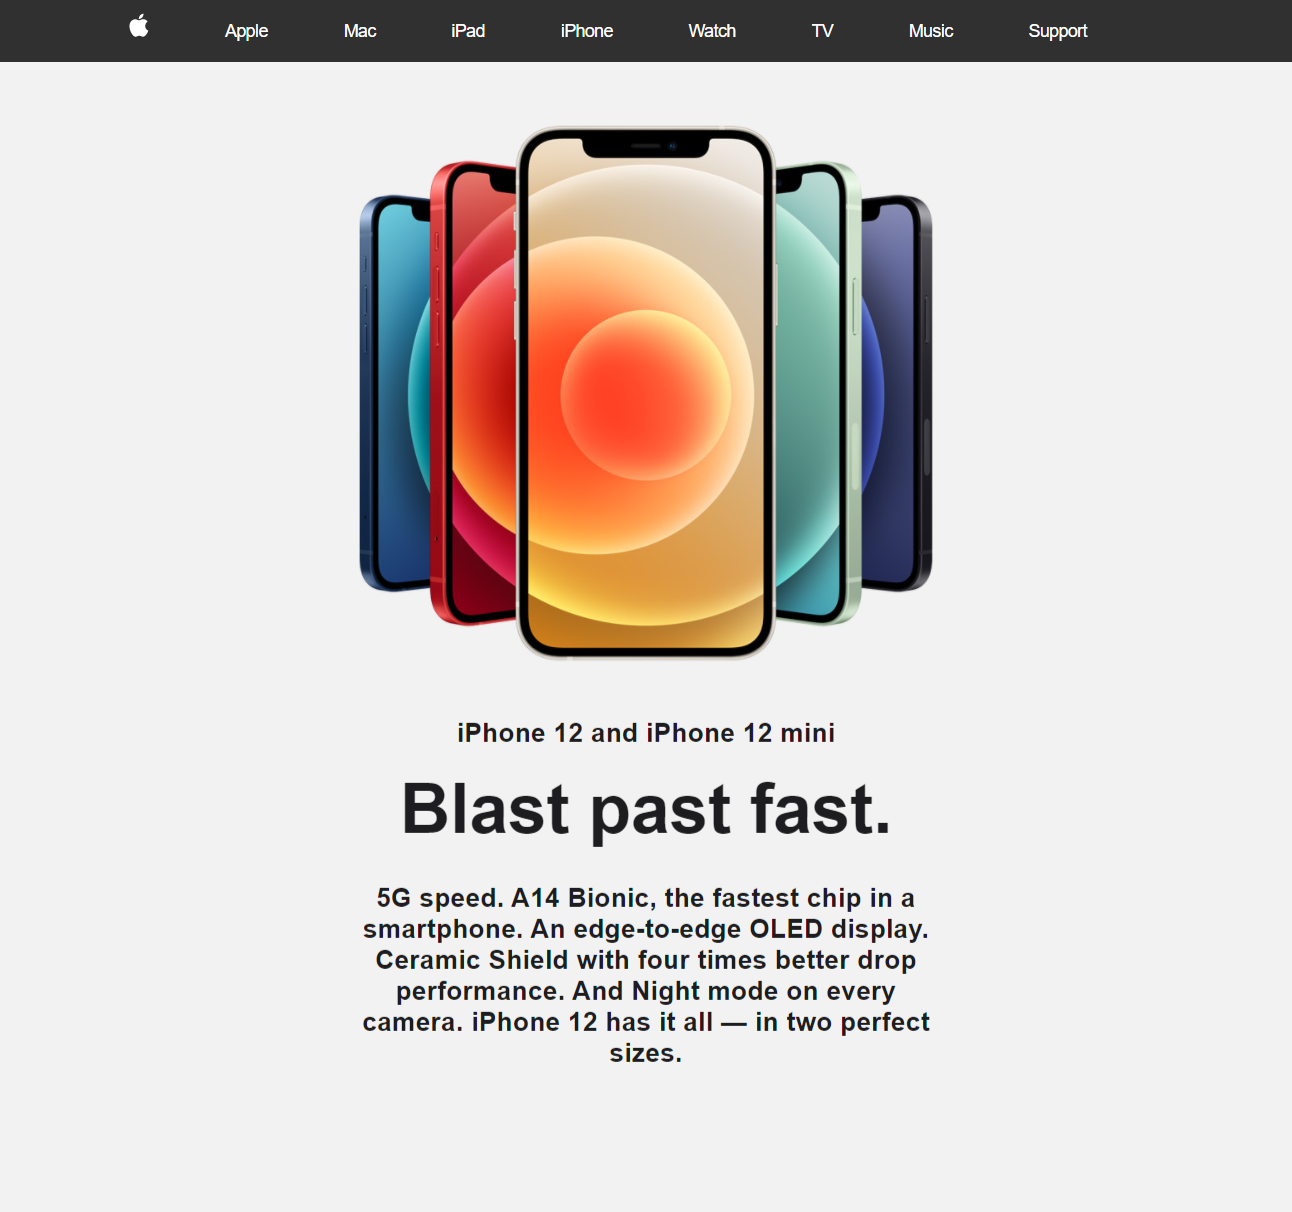 Apple Mac iPad iPhone Watch TV Music Support
iPhone 12 and iPhone 12 mini
Blast past fast.
5G speed. A14 Bionic, the fastest chip in a
smartphone. An edge-to-edge OLED display.
Ceramic Shield with four times better drop
performance. And Night mode on every
camera. iPhone 12 has it all — in two perfect
sizes.